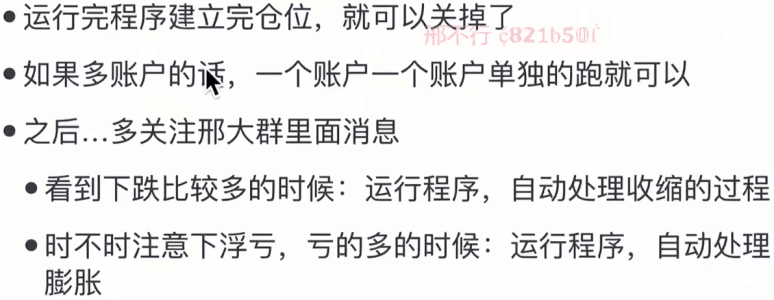 • 运行完程序建立完仓位，就可以关掉了
邢不行 ç821b5@f
• 如果多账户的话，一个账户一个账户单独的跑就可以
• 之后...多关注邢大群里面消息
• 看到下跌比较多的时候：运行程序，自动处理收缩的过程
• 时不时注意下浮亏，亏的多的时候：运行程序，自动处理
膨胀